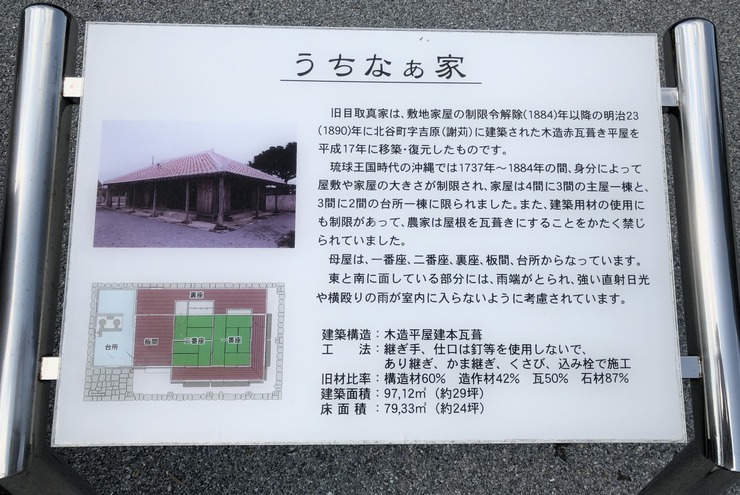 うちなぁ家
旧目取真家は、敷地家屋の制限令解除(1884)年以降の明治23
(1890)年に北谷町字吉原(謝苅)に建築された木造赤瓦葺き平屋を
平成17年に移築・復元したものです。
琉球王国時代の沖縄では1737年～1884年の間、身分によって
屋敷や家屋の大きさが制限され、家屋は4間に3間の主屋一棟と、
3間に2間の台所一棟に限られました。また、建築用材の使用に
も制限があって、農家は屋根を瓦葺きにすることをかたく禁じ
られていました。
母屋は、一番座、二番座、裏座、板間、台所からなっています。
東と南に面している部分には、雨端がとられ、強い直射日光
や横殴りの雨が室内に入らないように考慮されています。
裏座
台所
板間
二番座
一番座
建築構造：木造平屋建本瓦葺
工　　法：継ぎ手、仕口は釘等を使用しないで、
あり継ぎ、かま継ぎ、くさび、込み栓で施工
旧材比率：構造材60%　造作材42%　瓦50%　石材87%
建築面積：97,12㎡（約29坪）
床 面 積：79,33㎡（約24坪）